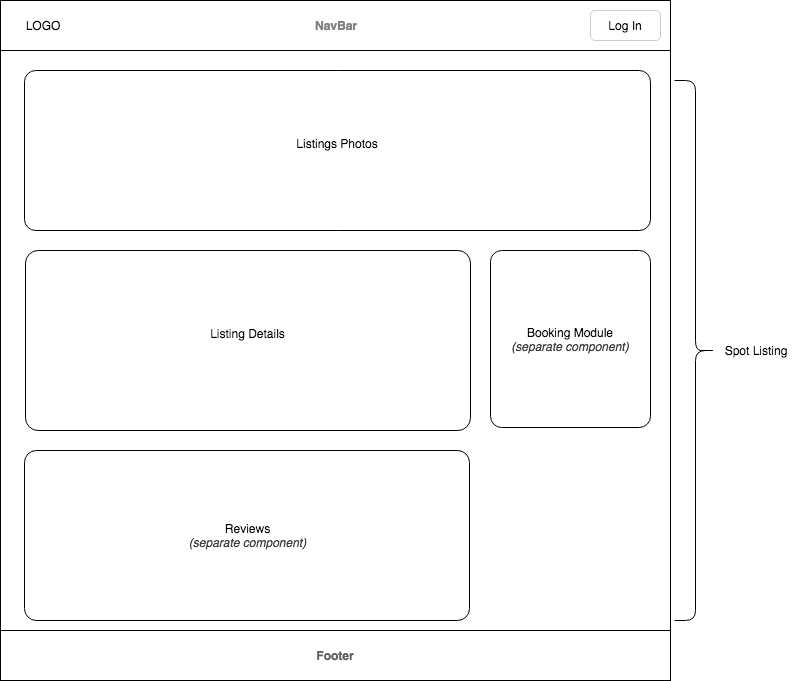 LOGO
NavBar
Log In
Listings Photos
Listing Details
Booking Module
(separate component)
Spot Listing
Reviews
(separate component)
Footer